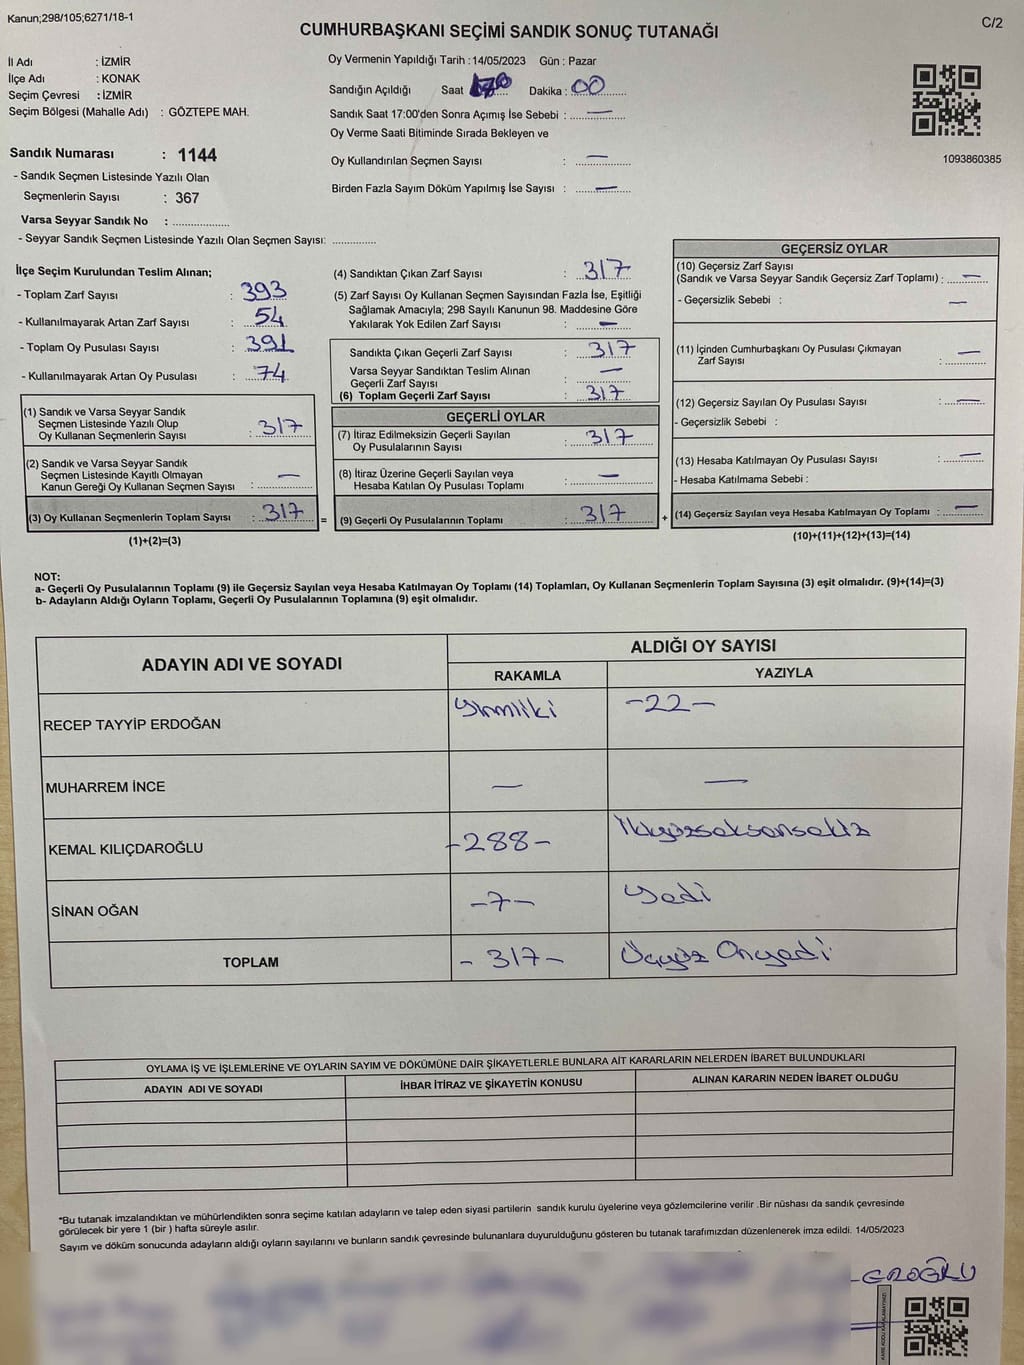 Kanun;298/105;6271/18-1
CUMHURBAŞKANI SEÇİMİ SANDIK SONUÇ TUTANAĞI
C/2
İl Adı : İZMİR
İlçe Adı : KONAK
Seçim Çevresi : İZMİR
Seçim Bölgesi (Mahalle Adı) : GÖZTEPE MAH.
Oy Vermenin Yapıldığı Tarih : 14/05/2023 Gün : Pazar
Sandığın Açıldığı Saat Dakika : 00
Sandık Saat 17:00'den Sonra Açımış İse Sebebi : —
Oy Verme Saati Bitiminde Sırada Bekleyen ve
Oy Kullandırılan Seçmen Sayısı : —
Birden Fazla Sayım Döküm Yapılmış İse Sayısı : —
1093860385
Sandık Numarası : 1144
- Sandık Seçmen Listesinde Yazılı Olan
Seçmenlerin Sayısı : 367
Varsa Seyyar Sandık No : ................
- Seyyar Sandık Seçmen Listesinde Yazılı Olan Seçmen Sayısı: .............
İlçe Seçim Kurulundan Teslim Alınan;
- Toplam Zarf Sayısı : 393
- Kullanılmayarak Artan Zarf Sayısı : 54
- Toplam Oy Pusulası Sayısı : 391
- Kullanılmayarak Artan Oy Pusulası : 74
(1) Sandık ve Varsa Seyyar Sandık
Seçmen Listesinde Yazılı Olup
Oy Kullanan Seçmenlerin Sayısı : 317
(2) Sandık ve Varsa Seyyar Sandık
Seçmen Listesinde Kayıtlı Olmayan
Kanun Gereği Oy Kullanan Seçmen Sayısı : —
(3) Oy Kullanan Seçmenlerin Toplam Sayısı : 317 =
(1)+(2)=(3)
(4) Sandıktan Çıkan Zarf Sayısı : 317
(5) Zarf Sayısı Oy Kullanan Seçmen Sayısından Fazla İse, Eşitliği
Sağlamak Amacıyla; 298 Sayılı Kanunun 98. Maddesine Göre
Yakılarak Yok Edilen Zarf Sayısı : —
Sandıkta Çıkan Geçerli Zarf Sayısı : 317
Varsa Seyyar Sandıktan Teslim Alınan
Geçerli Zarf Sayısı : —
(6) Toplam Geçerli Zarf Sayısı : 317
GEÇERLİ OYLAR
(7) İtiraz Edilmeksizin Geçerli Sayılan
Oy Pusulalarının Sayısı : 317
(8) İtiraz Üzerine Geçerli Sayılan veya
Hesaba Katılan Oy Pusulası Toplamı : —
(9) Geçerli Oy Pusulalarının Toplamı : 317 +
GEÇERSİZ OYLAR
(10) Geçersiz Zarf Sayısı
(Sandık ve Varsa Seyyar Sandık Geçersiz Zarf Toplamı) : —
- Geçersizlik Sebebi : —
(11) İçinden Cumhurbaşkanı Oy Pusulası Çıkmayan
Zarf Sayısı : —
(12) Geçersiz Sayılan Oy Pusulası Sayısı : —
- Geçersizlik Sebebi :
(13) Hesaba Katılmayan Oy Pusulası Sayısı : —
- Hesaba Katılmama Sebebi :
(14) Geçersiz Sayılan veya Hesaba Katılmayan Oy Toplamı : —
(10)+(11)+(12)+(13)=(14)
NOT:
a- Geçerli Oy Pusulalarının Toplamı (9) ile Geçersiz Sayılan veya Hesaba Katılmayan Oy Toplamı (14) Toplamları, Oy Kullanan Seçmenlerin Toplam Sayısına (3) eşit olmalıdır. (9)+(14)=(3)
b- Adayların Aldığı Oyların Toplamı, Geçerli Oy Pusulalarının Toplamına (9) eşit olmalıdır.
ADAYIN ADI VE SOYADI ALDIĞI OY SAYISI
RAKAMLA YAZIYLA
RECEP TAYYİP ERDOĞAN Yirmiiki -22-
MUHARREM İNCE — —
KEMAL KILIÇDAROĞLU -288- İkiyüzseksensekiz
SİNAN OĞAN -7- Yedi
TOPLAM - 317- Üçyüz Onyedi
OYLAMA İŞ VE İŞLEMLERİNE VE OYLARIN SAYIM VE DÖKÜMÜNE DAİR ŞİKAYETLERLE BUNLARA AİT KARARLARIN NELERDEN İBARET BULUNDUKLARI
ADAYIN ADI VE SOYADI İHBAR İTİRAZ VE ŞİKAYETİN KONUSU ALINAN KARARIN NEDEN İBARET OLDUĞU
*Bu tutanak imzalandıktan ve mühürlendikten sonra seçime katılan adayların ve talep eden siyasi partilerin sandık kurulu üyelerine veya gözlemcilerine verilir .Bir nüshası da sandık çevresinde
görülecek bir yere 1 (bir ) hafta süreyle asılır.
Sayım ve döküm sonucunda adayların aldığı oyların sayılarını ve bunların sandık çevresinde bulunanlara duyurulduğunu gösteren bu tutanak tarafımızdan düzenlenerek imza edildi. 14/05/2023
EROĞLU